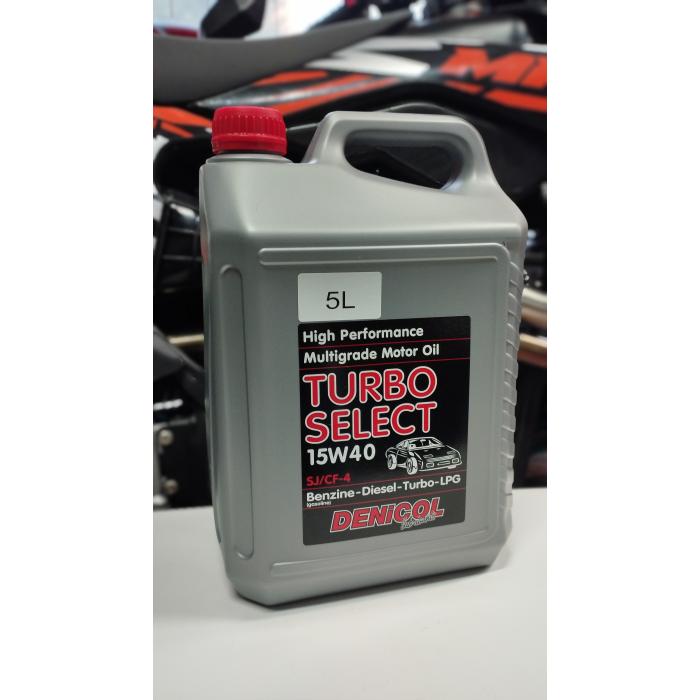 5L
High Performance
Multigrade Motor Oil
TURBO
SELECT
15W40
SJ/CF-4
Benzine-Diesel-Turbo-LPG
(gasoline)
DENICOL